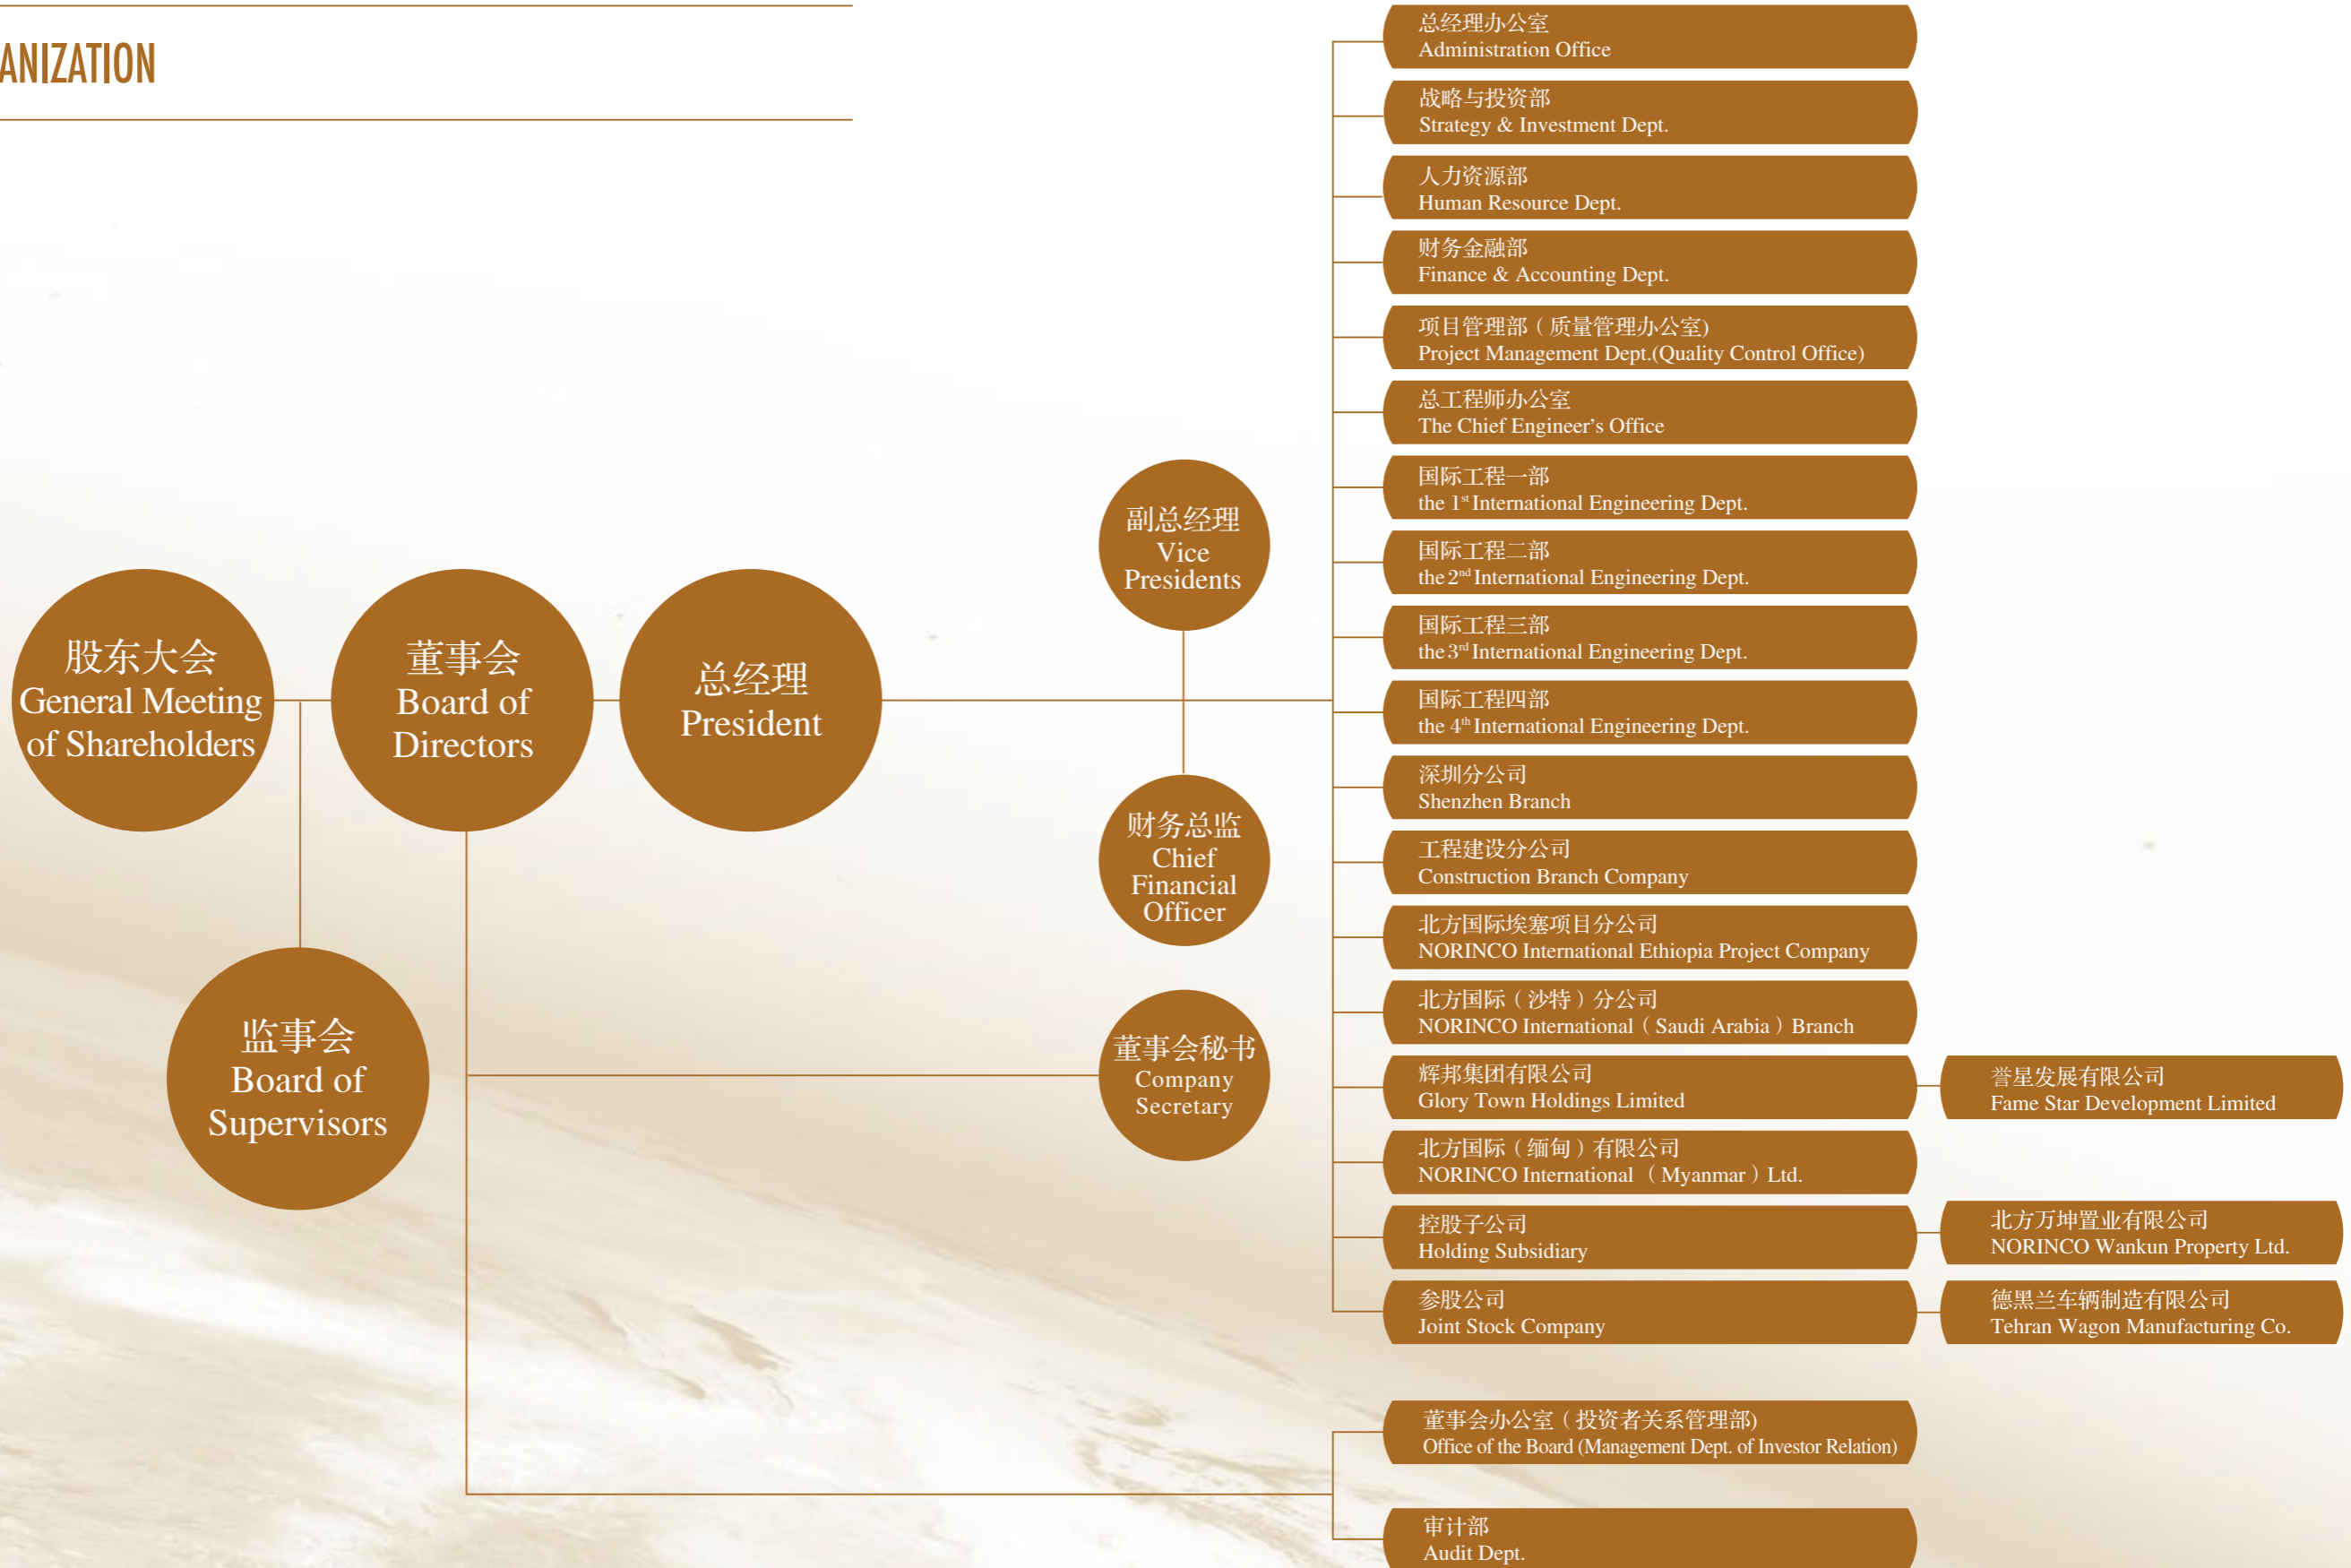 ANIZATION
股东大会
General Meeting
of Shareholders
董事会
Board of
Directors
总经理
President
监事会
Board of
Supervisors
副总经理
Vice
Presidents
财务总监
Chief
Financial
Officer
董事会秘书
Company
Secretary
总经理办公室
Administration Office
战略与投资部
Strategy & Investment Dept.
人力资源部
Human Resource Dept.
财务金融部
Finance & Accounting Dept.
项目管理部（质量管理办公室)
Project Management Dept.(Quality Control Office)
总工程师办公室
The Chief Engineer’s Office
国际工程一部
the 1st International Engineering Dept.
国际工程二部
the 2nd International Engineering Dept.
国际工程三部
the 3rd International Engineering Dept.
国际工程四部
the 4th International Engineering Dept.
深圳分公司
Shenzhen Branch
工程建设分公司
Construction Branch Company
北方国际埃塞项目分公司
NORINCO International Ethiopia Project Company
北方国际（沙特）分公司
NORINCO International（Saudi Arabia）Branch
辉邦集团有限公司
Glory Town Holdings Limited
誉星发展有限公司
Fame Star Development Limited
北方国际（缅甸）有限公司
NORINCO International （Myanmar）Ltd.
控股子公司
Holding Subsidiary
北方万坤置业有限公司
NORINCO Wankun Property Ltd.
参股公司
Joint Stock Company
德黑兰车辆制造有限公司
Tehran Wagon Manufacturing Co.
董事会办公室（投资者关系管理部)
Office of the Board (Management Dept. of Investor Relation)
审计部
Audit Dept.